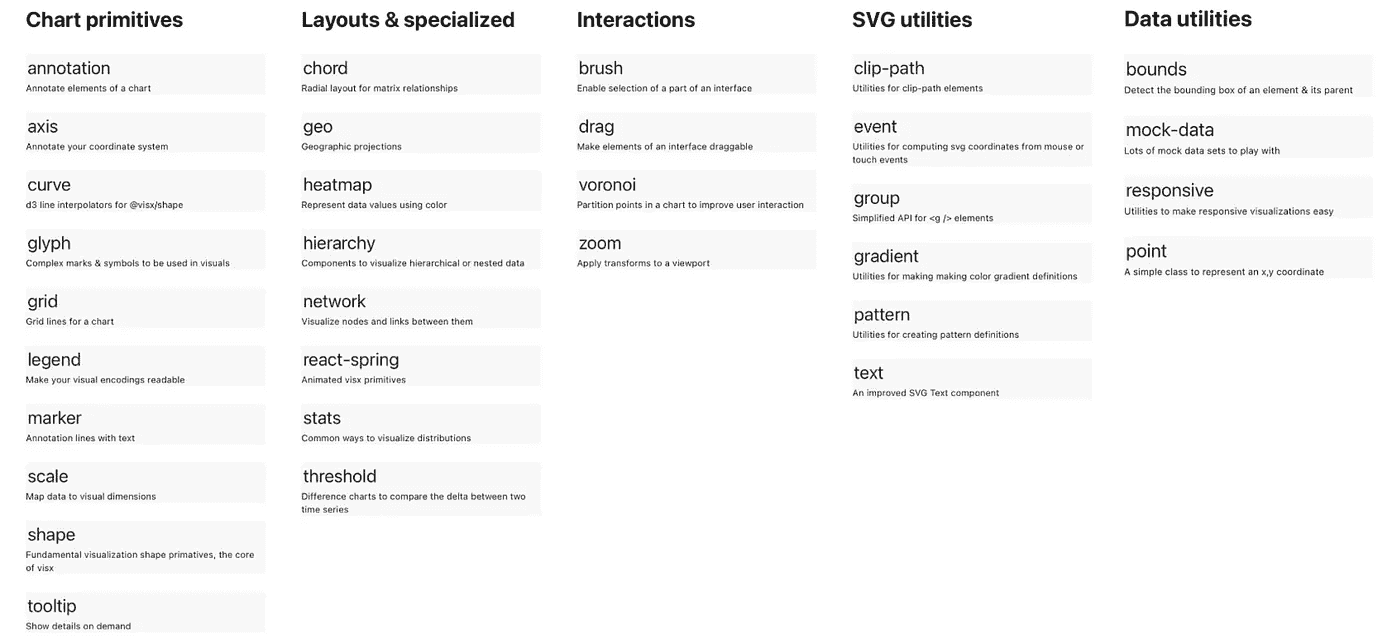 Chart primitives
annotation
Annotate elements of a chart
axis
Annotate your coordinate system
curve
d3 line interpolators for @visx/shape
glyph
Complex marks & symbols to be used in visuals
grid
Grid lines for a chart
legend
Make your visual encodings readable
marker
Annotation lines with text
scale
Map data to visual dimensions
shape
Fundamental visualization shape primatives, the core
of visx
tooltip
Show details on demand
Layouts & specialized
chord
Radial layout for matrix relationships
geo
Geographic projections
heatmap
Represent data values using color
hierarchy
Components to visualize hierarchical or nested data
network
Visualize nodes and links between them
react-spring
Animated visx primitives
stats
Common ways to visualize distributions
threshold
Difference charts to compare the delta between two
time series
Interactions
brush
Enable selection of a part of an interface
drag
Make elements of an interface draggable
voronoi
Partition points in a chart to improve user interaction
zoom
Apply transforms to a viewport
SVG utilities
clip-path
Utilities for clip-path elements
event
Utilities for computing svg coordinates from mouse or
touch events
group
Simplified API for <g /> elements
gradient
Utilities for making making color gradient definitions
pattern
Utilities for creating pattern definitions
text
An improved SVG Text component
Data utilities
bounds
Detect the bounding box of an element & its parent
mock-data
Lots of mock data sets to play with
responsive
Utilities to make responsive visualizations easy
point
A simple class to represent an x,y coordinate